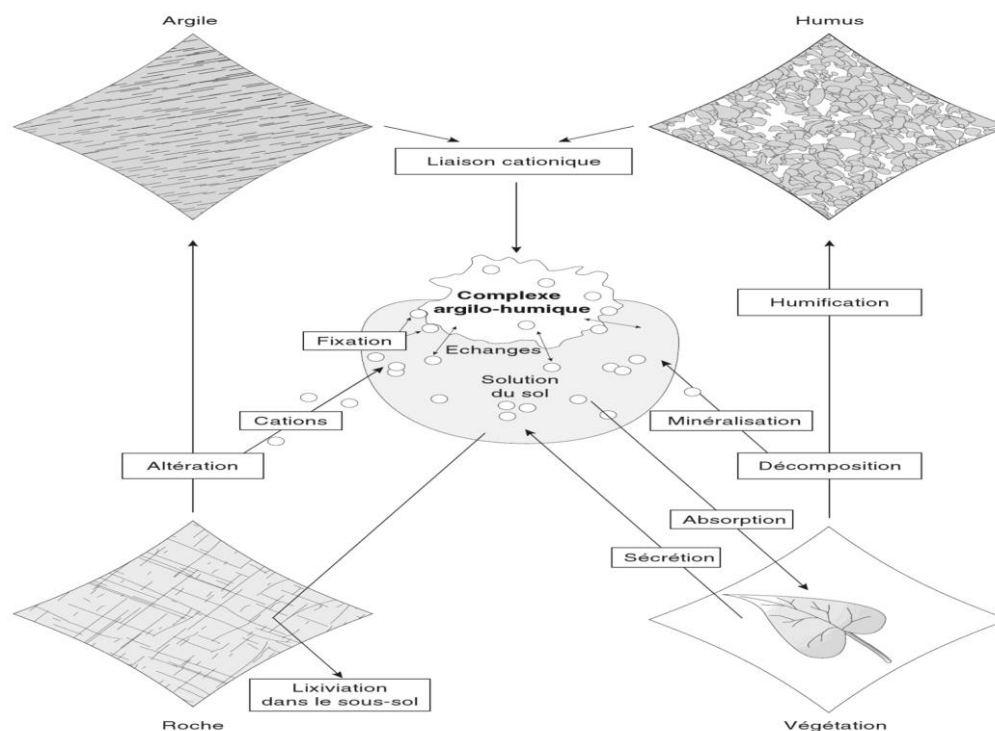 Argile
Humus
Liaison cationique
Complexe
argilo-humique
Humification
Fixation
Echanges
Solution
du sol
Cations
Minéralisation
Altération
Décomposition
Absorption
Sécrétion
Lixiviation
dans le sous-sol
Roche
Végétation